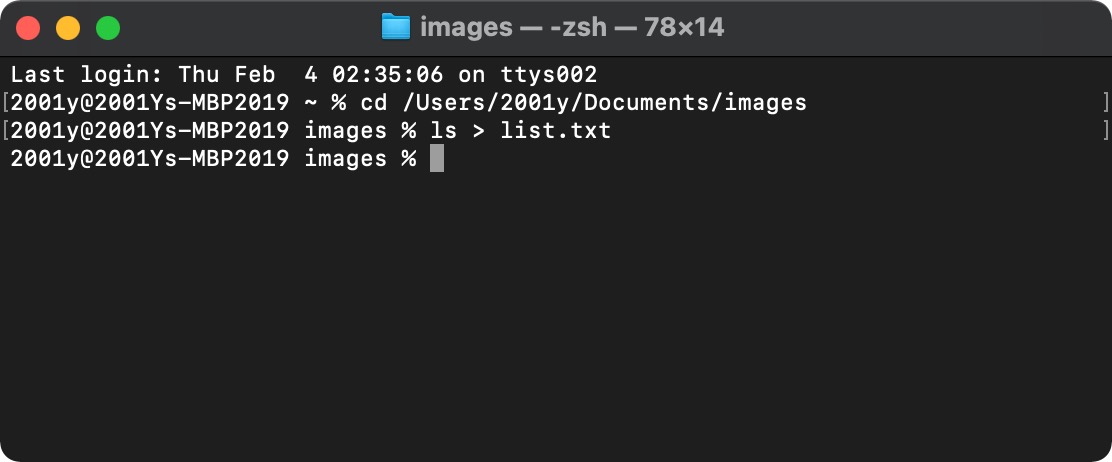 images — -zsh — 78×14
Last login: Thu Feb  4 02:35:06 on ttys002
[2001y@2001Ys-MBP2019 ~ % cd /Users/2001y/Documents/images ]
[2001y@2001Ys-MBP2019 images % ls > list.txt ]
2001y@2001Ys-MBP2019 images %